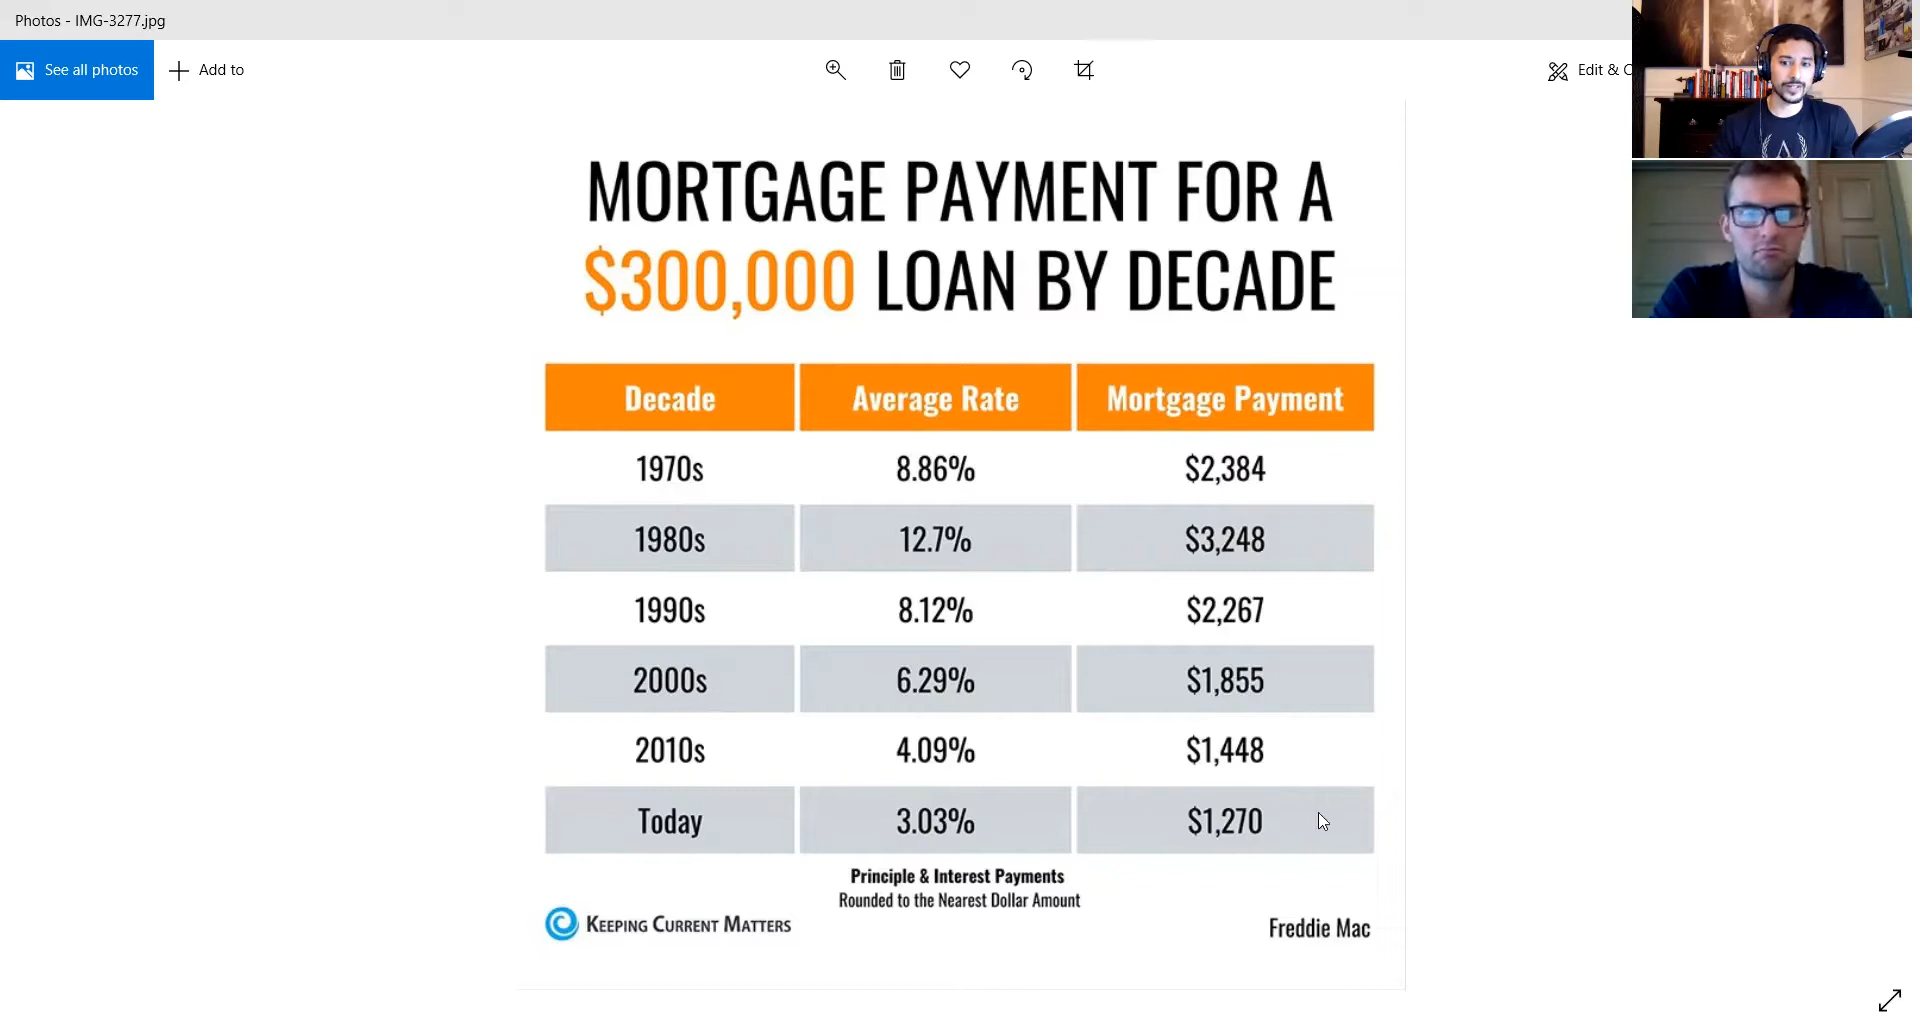 Photos - IMG-3277.jpg
See all photos
Add to
Edit & C
MORTGAGE PAYMENT FOR A
$300,000 LOAN BY DECADE
Decade Average Rate Mortgage Payment
1970s 8.86% $2,384
1980s 12.7% $3,248
1990s 8.12% $2,267
2000s 6.29% $1,855
2010s 4.09% $1,448
Today 3.03% $1,270
Principle & Interest Payments
Rounded to the Nearest Dollar Amount
KEEPING CURRENT MATTERS
Freddie Mac